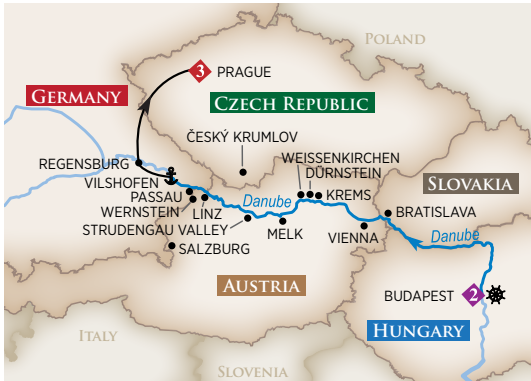 POLAND
3 PRAGUE
GERMANY
CZECH REPUBLIC
ČESKÝ KRUMLOV
REGENSBURG
WEISSENKIRCHEN
DÜRNSTEIN
VILSHOFEN
PASSAU
KREMS
SLOVAKIA
WERNSTEIN
LINZ
Danube
BRATISLAVA
STRUDENGAU VALLEY
MELK
VIENNA
Danube
SALZBURG
AUSTRIA
BUDAPEST 2
HUNGARY
ITALY
SLOVENIA